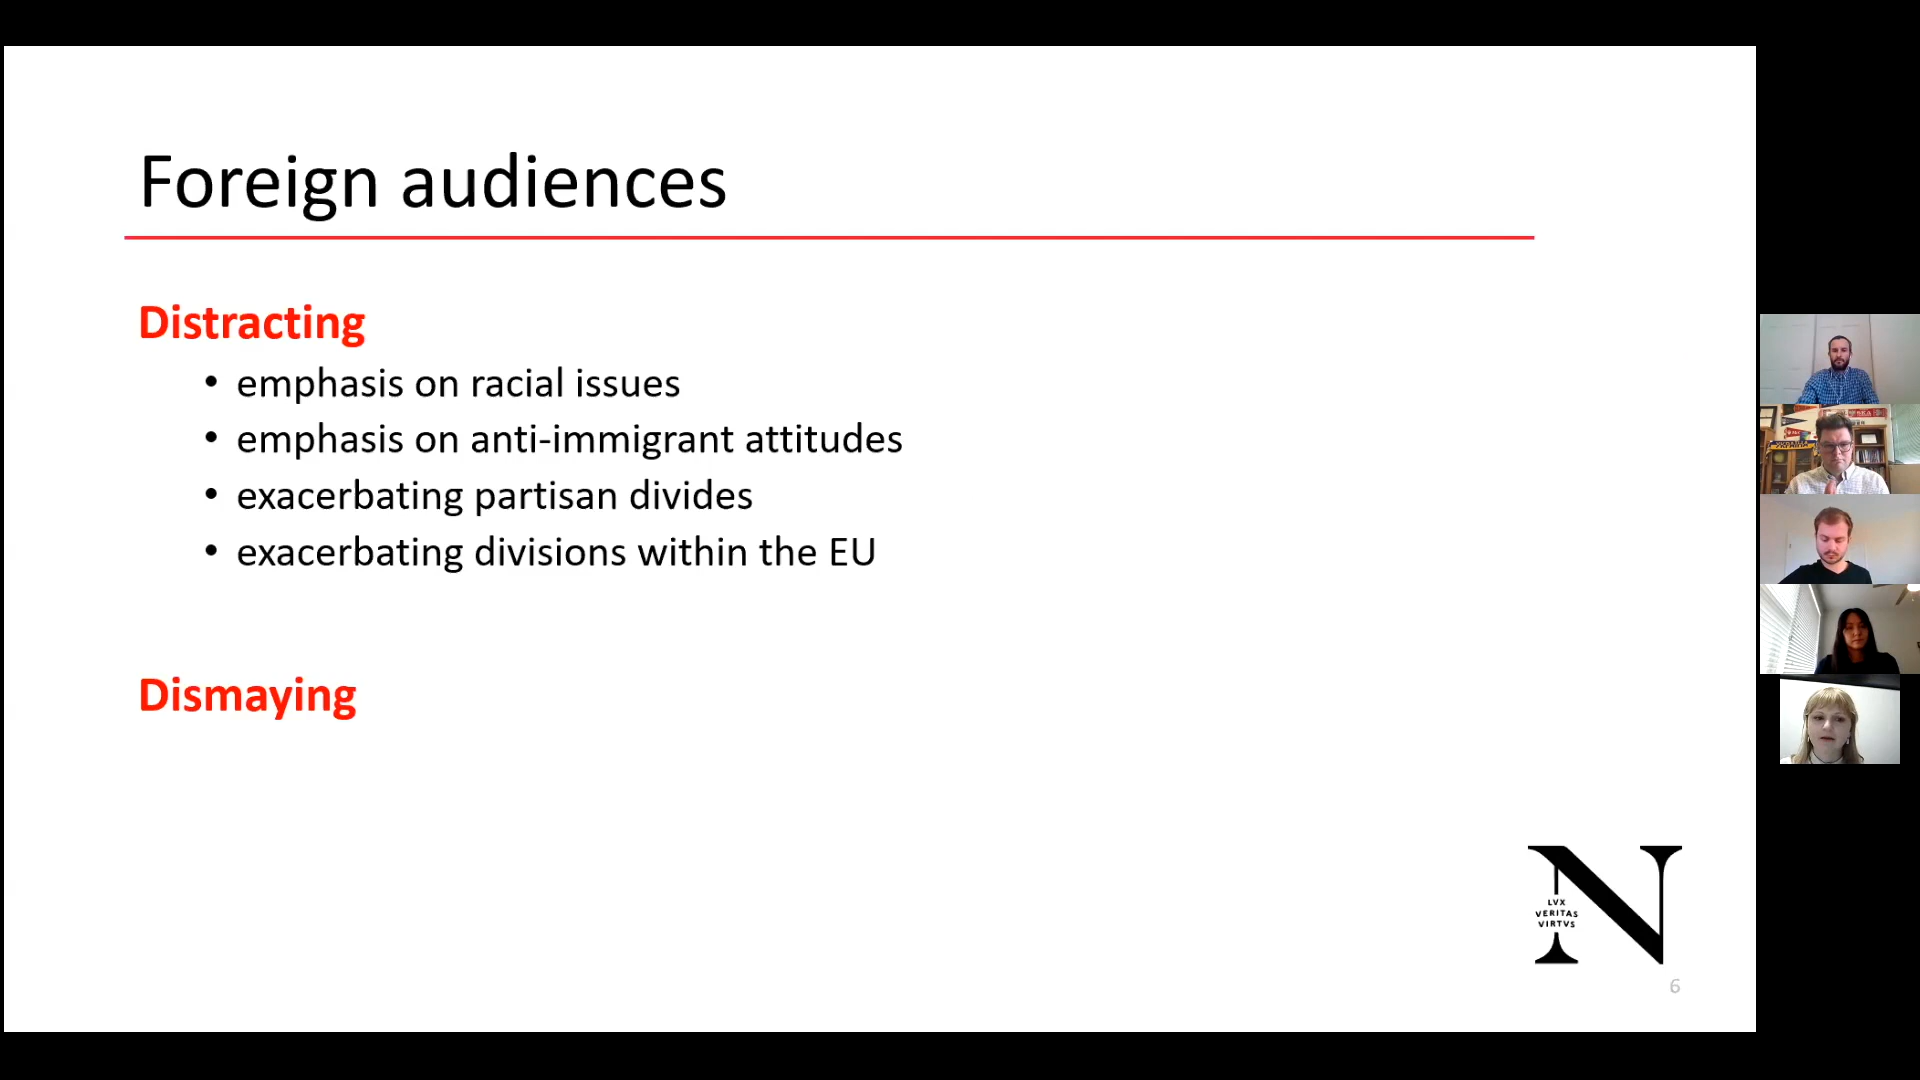 Foreign audiences
Distracting
• emphasis on racial issues
• emphasis on anti-immigrant attitudes
• exacerbating partisan divides
• exacerbating divisions within the EU
Dismaying
LVX
VERITAS
VIRTVS
6